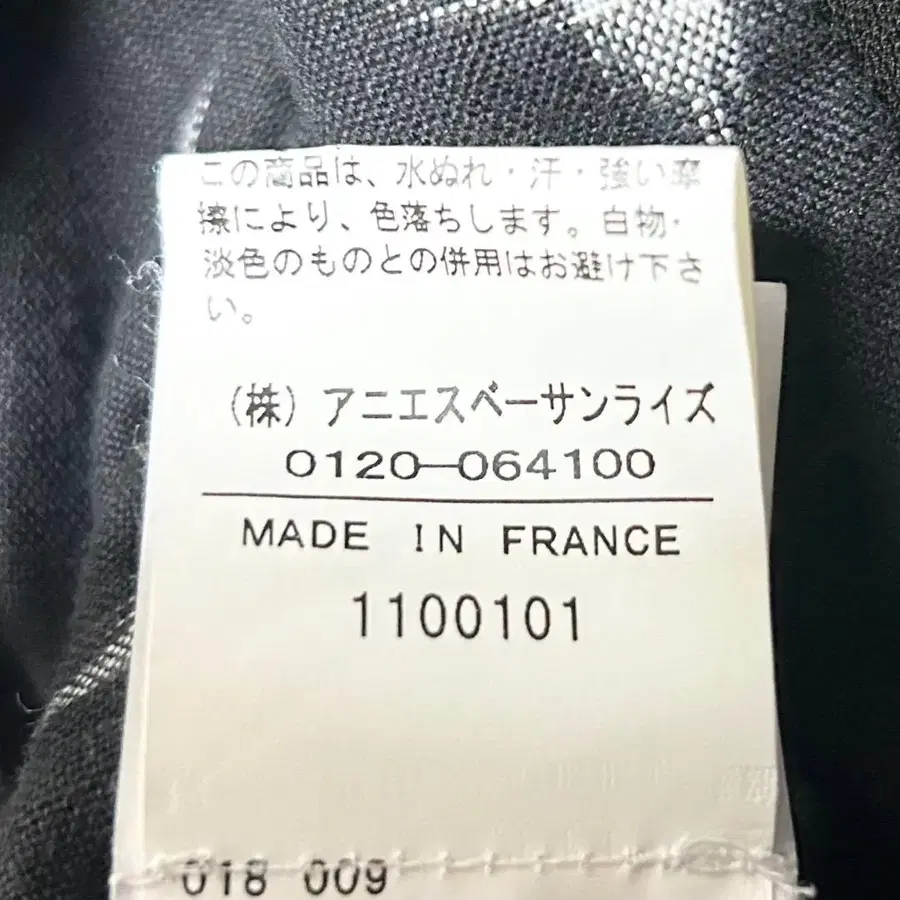 この商品は、水ぬれ・汗・強い摩
擦により、色落ちします。白物・
淡色のものとの併用はお避け下さ
い。
（株）アニエスベーサンライズ
0120-064100
MADE IN FRANCE
1100101
018 009